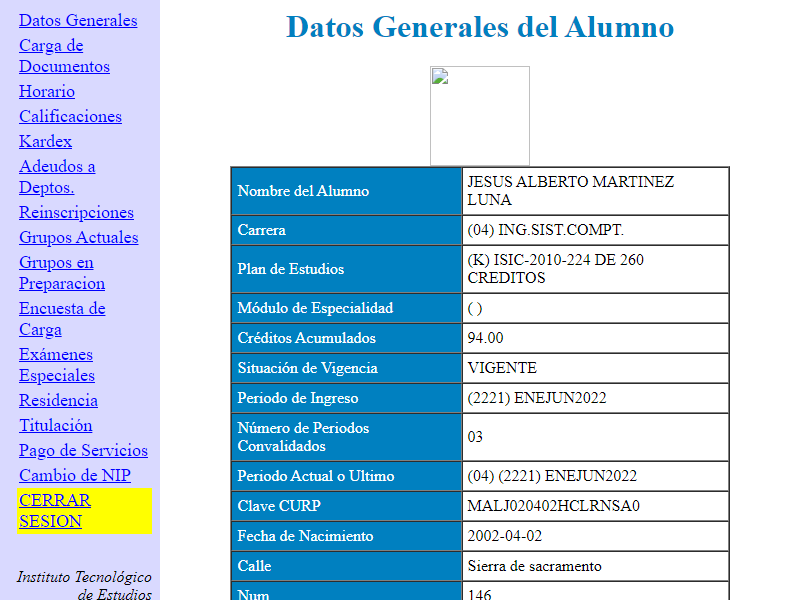 Datos Generales
Carga de
Documentos
Horario
Calificaciones
Kardex
Adeudos a
Deptos.
Reinscripciones
Grupos Actuales
Grupos en
Preparacion
Encuesta de
Carga
Exámenes
Especiales
Residencia
Titulación
Pago de Servicios
Cambio de NIP
CERRAR
SESION
Instituto Tecnológico
de Estudios
Datos Generales del Alumno
Nombre del Alumno
JESUS ALBERTO MARTINEZ
LUNA
Carrera
(04) ING.SIST.COMPT.
Plan de Estudios
(K) ISIC-2010-224 DE 260
CREDITOS
Módulo de Especialidad
( )
Créditos Acumulados
94.00
Situación de Vigencia
VIGENTE
Periodo de Ingreso
(2221) ENEJUN2022
Número de Periodos
Convalidados
03
Periodo Actual o Ultimo
(04) (2221) ENEJUN2022
Clave CURP
MALJ020402HCLRNSA0
Fecha de Nacimiento
2002-04-02
Calle
Sierra de sacramento
Num
146